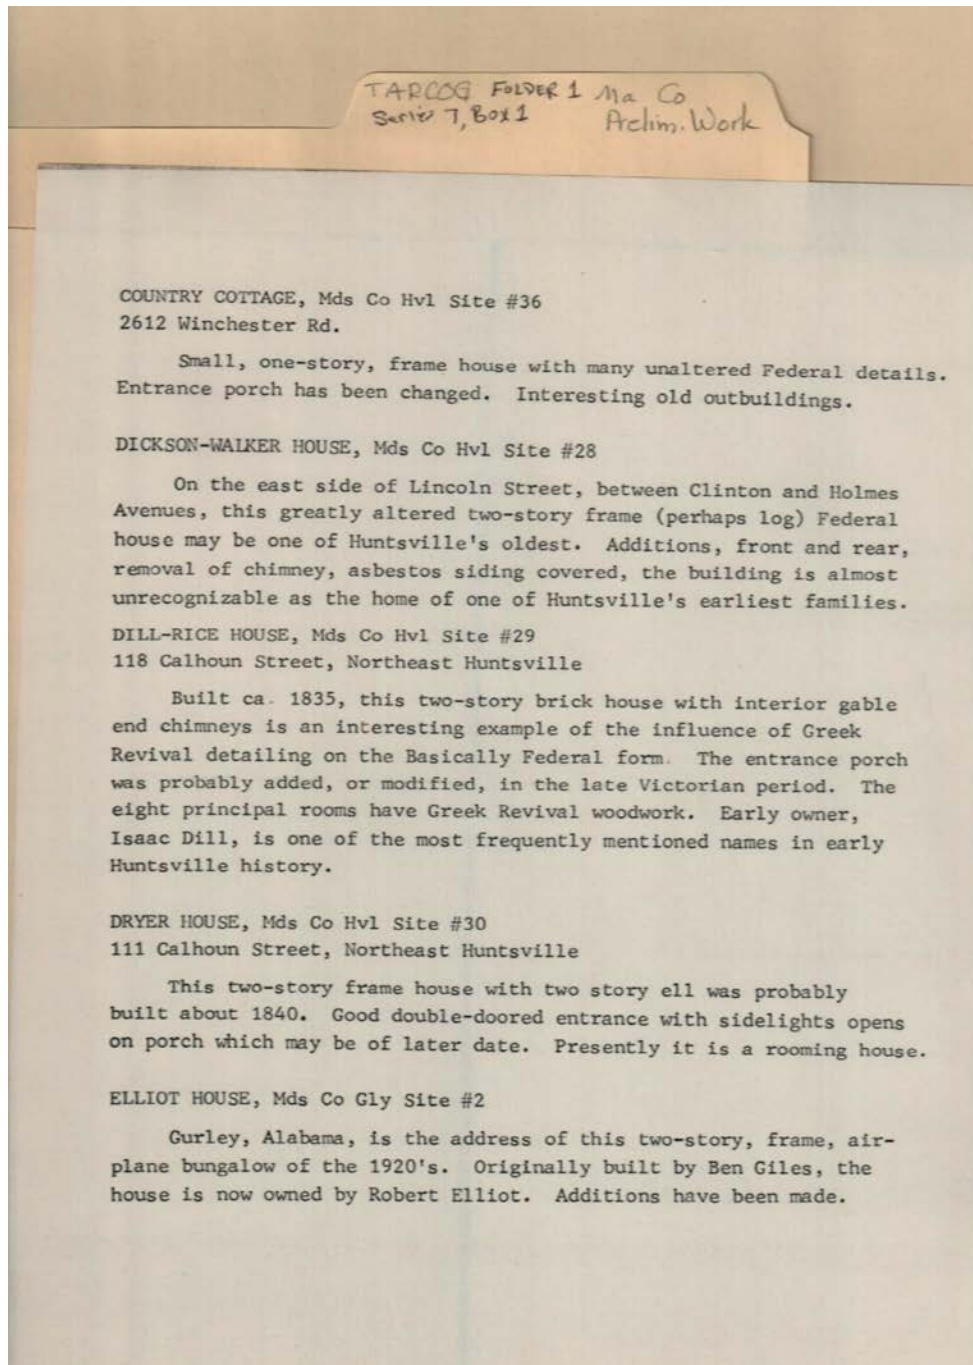 TARCOG FOLDER 1 Ma Co
Series 7, Box 1 Prelim. Work
COUNTRY COTTAGE, Mds Co Hvl Site #36
2612 Winchester Rd.
Small, one-story, frame house with many unaltered Federal details.
Entrance porch has been changed. Interesting old outbuildings.
DICKSON-WALKER HOUSE, Mds Co Hvl Site #28
On the east side of Lincoln Street, between Clinton and Holmes
Avenues, this greatly altered two-story frame (perhaps log) Federal
house may be one of Huntsville's oldest. Additions, front and rear,
removal of chimney, asbestos siding covered, the building is almost
unrecognizable as the home of one of Huntsville's earliest families.
DILL-RICE HOUSE, Mds Co Hvl Site #29
118 Calhoun Street, Northeast Huntsville
Built ca. 1835, this two-story brick house with interior gable
end chimneys is an interesting example of the influence of Greek
Revival detailing on the Basically Federal form. The entrance porch
was probably added, or modified, in the late Victorian period. The
eight principal rooms have Greek Revival woodwork. Early owner,
Isaac Dill, is one of the most frequently mentioned names in early
Huntsville history.
DRYER HOUSE, Mds Co Hvl Site #30
111 Calhoun Street, Northeast Huntsville
This two-story frame house with two story ell was probably
built about 1840. Good double-doored entrance with sidelights opens
on porch which may be of later date. Presently it is a rooming house.
ELLIOT HOUSE, Mds Co Gly Site #2
Gurley, Alabama, is the address of this two-story, frame, air-
plane bungalow of the 1920's. Originally built by Ben Giles, the
house is now owned by Robert Elliot. Additions have been made.